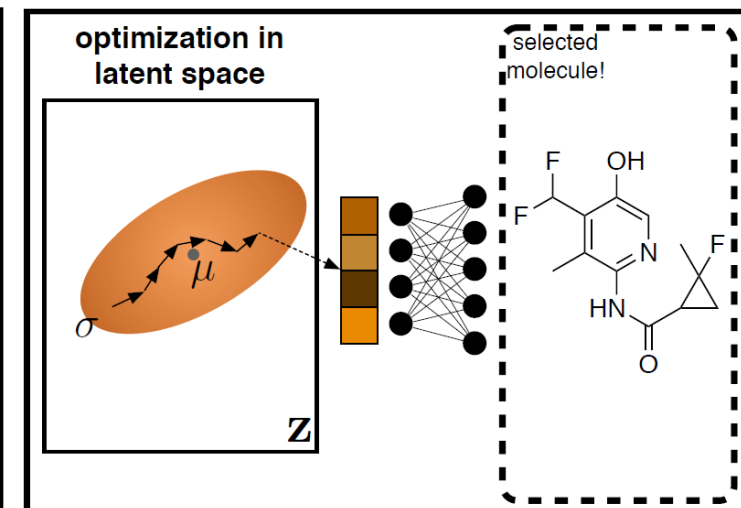 optimization in
latent space
σ
μ
Z
selected
molecule!
F
OH
F
N
F
HN
O